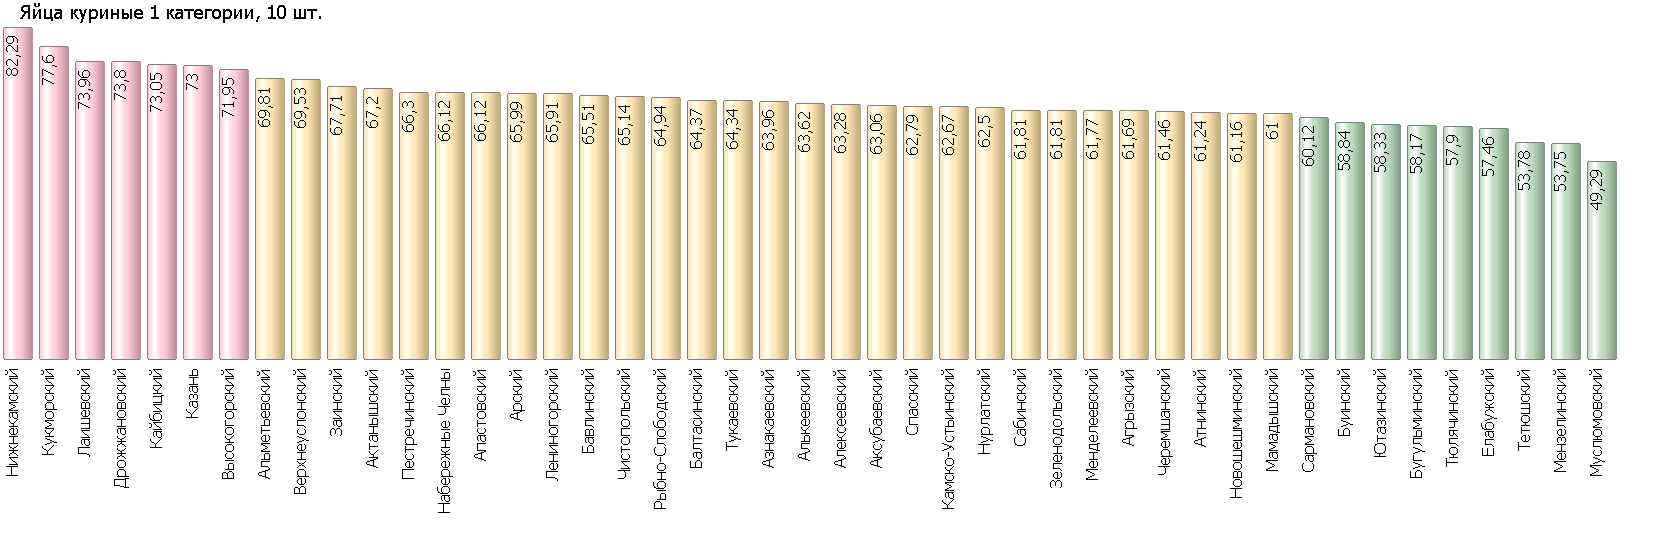 Яйца куриные 1 категории, 10 шт.
82,29
77,6
73,96
73,8
73,05
73
71,95
69,81
69,53
67,71
67,2
66,3
66,12
66,12
65,99
65,91
65,51
65,14
64,94
64,37
64,34
63,96
63,62
63,28
63,06
62,79
62,67
62,5
61,81
61,81
61,77
61,69
61,46
61,24
61,16
61
60,12
58,84
58,33
58,17
57,9
57,46
53,78
53,75
49,29
Нижнекамский
Кукморский
Лаишевский
Дрожжановский
Кайбицкий
Казань
Высокогорский
Альметьевский
Верхнеуслонский
Заинский
Актанышский
Пестречинский
Набережные Челны
Апастовский
Арский
Лениногорский
Бавлинский
Чистопольский
Рыбно-Слободский
Балтасинский
Тукаевский
Азнакаевский
Алькеевский
Алексеевский
Аксубаевский
Спасский
Камско-Устьинский
Нурлатский
Сабинский
Зеленодольский
Менделеевский
Агрызский
Черемшанский
Атнинский
Новошешминский
Мамадышский
Сармановский
Буинский
Ютазинский
Бугульминский
Тюлячинский
Елабужский
Тетюшский
Мензелинский
Муслюмовский